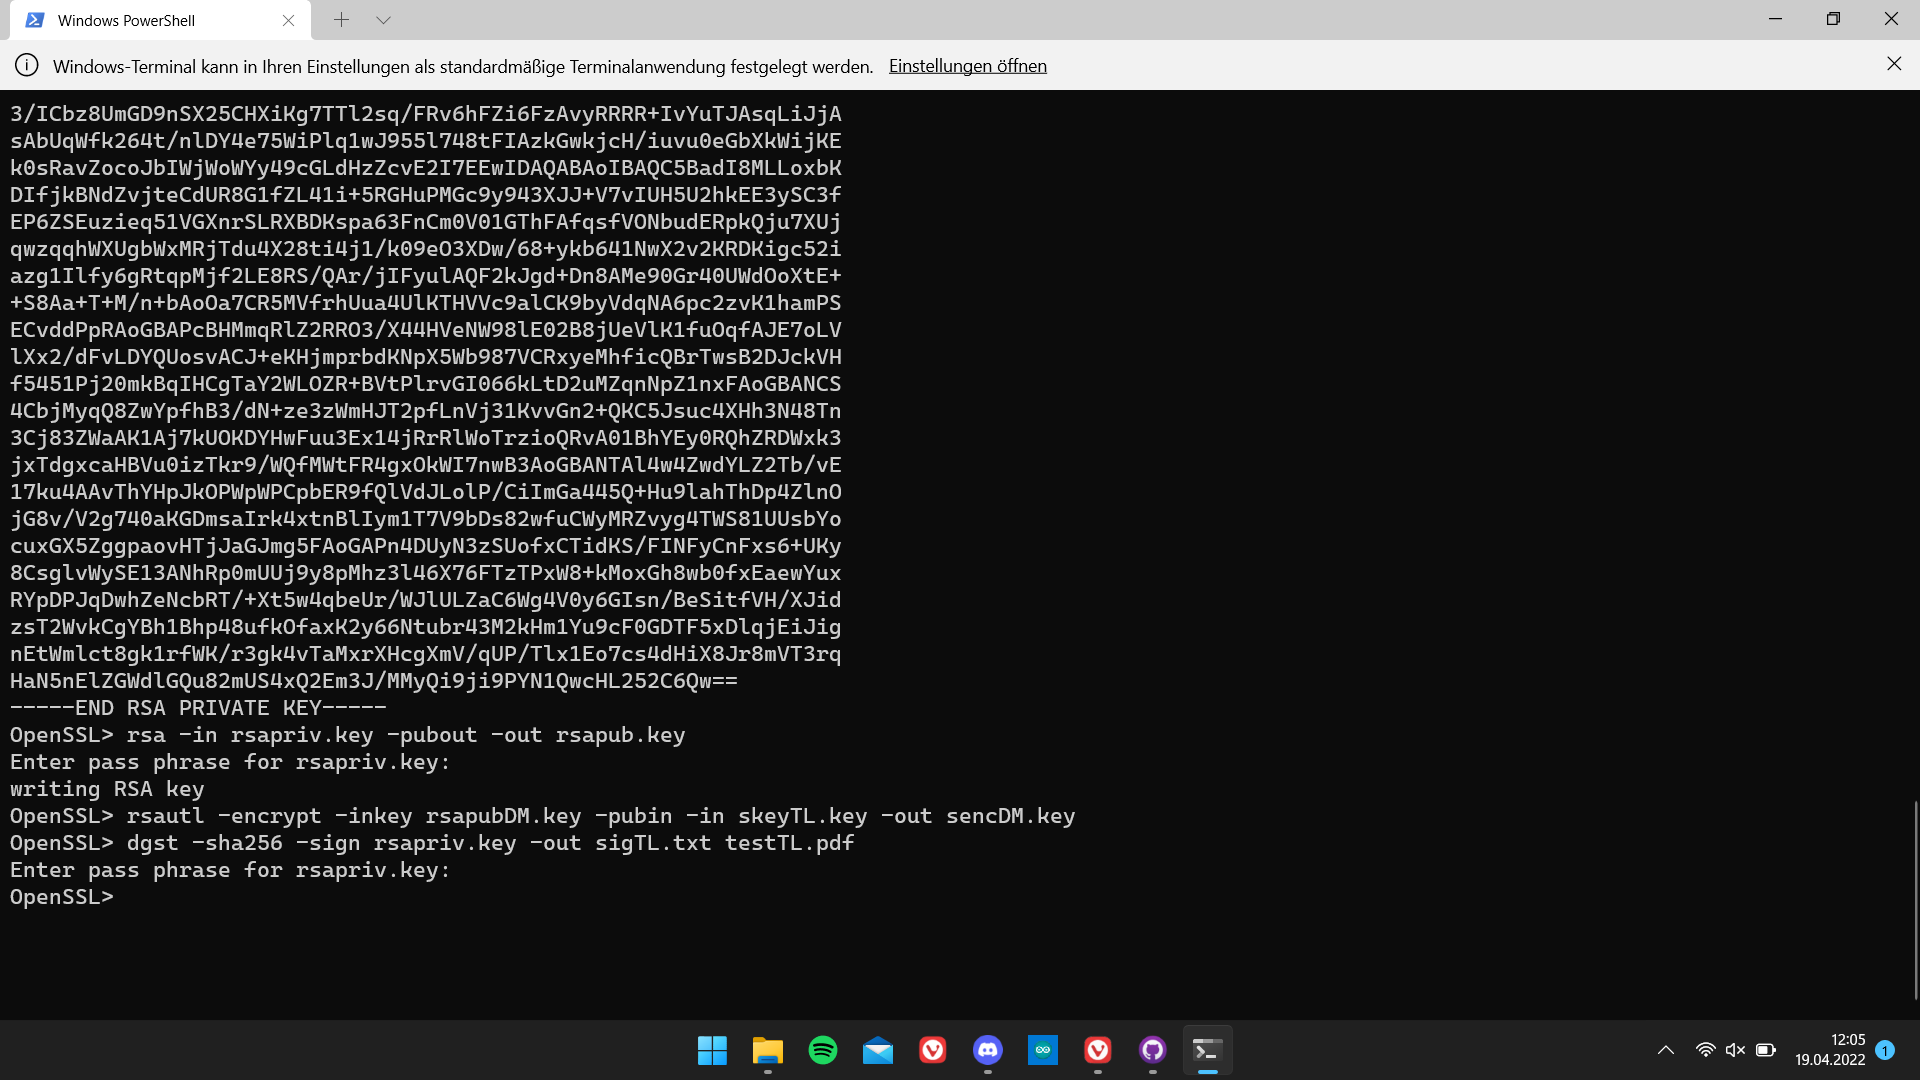 Windows PowerShell
Windows-Terminal kann in Ihren Einstellungen als standardmäßige Terminalanwendung festgelegt werden. Einstellungen öffnen
3/ICbz8UmGD9nSX25CHXiKg7TTl2sq/FRv6hFZi6FzAvyRRRR+IvYuTJAsqLiJjA
sAbUqWfk264t/nlDY4e75WiPlq1wJ955l748tFIAzkGwkjcH/iuvu0eGbXkWijKE
k0sRavZocoJbIWjWoWYy49cGLdHzZcvE2I7EEwIDAQABAoIBAQC5BadI8MLLoxbK
DIfjkBNdZvjteCdUR8G1fZL41i+5RGHuPMGc9y943XJJ+V7vIUH5U2hkEE3ySC3f
EP6ZSEuzieq51VGXnrSLRXBDKspa63FnCm0V01GThFAfqsfVONbudERpkQju7XUj
qwzqqhWXUgbWxMRjTdu4X28ti4j1/k09eO3XDw/68+ykb641NwX2v2KRDKigc52i
azg1Ilfy6gRtqpMjf2LE8RS/QAr/jIFyulAQF2kJgd+Dn8AMe90Gr40UWdOoXtE+
+S8Aa+T+M/n+bAoOa7CR5MVfrhUua4UlKTHVVc9alCK9byVdqNA6pc2zvK1hamPS
ECvddPpRAoGBAPcBHMmqRlZ2RRO3/X44HVeNW98lE02B8jUeVlK1fuOqfAJE7oLV
lXx2/dFvLDYQUosvACJ+eKHjmprbdKNpX5Wb987VCRxyeMhficQBrTwsB2DJckVH
f5451Pj20mkBqIHCgTaY2WLOZR+BVtPlrvGI066kLtD2uMZqnNpZ1nxFAoGBANCS
4CbjMyqQ8ZwYpfhB3/dN+ze3zWmHJT2pfLnVj31KvvGn2+QKC5Jsuc4XHh3N48Tn
3Cj83ZWaAK1Aj7kUOKDYHwFuu3Ex14jRrRlWoTrzioQRvA01BhYEy0RQhZRDWxk3
jxTdgxcaHBVu0izTkr9/WQfMWtFR4gxOkWI7nwB3AoGBANTAl4w4ZwdYLZ2Tb/vE
17ku4AAvThYHpJkOPWpWPCpbER9fQlVdJLolP/CiImGa445Q+Hu9lahThDp4ZlnO
jG8v/V2g740aKGDmsaIrk4xtnBlIym1T7V9bDs82wfuCWyMRZvyg4TWS81UUsbYo
cuxGX5ZggpaovHTjJaGJmg5FAoGAPn4DUyN3zSUofxCTidKS/FINFyCnFxs6+UKy
8CsglvWySE13ANhRp0mUUj9y8pMhz3l46X76FTzTPxW8+kMoxGh8wb0fxEaewYux
RYpDPJqDwhZeNcbRT/+Xt5w4qbeUr/WJlULZaC6Wg4V0y6GIsn/BeSitfVH/XJid
zsT2WvkCgYBh1Bhp48ufkOfaxK2y66Ntubr43M2kHm1Yu9cF0GDTF5xDlqjEiJig
nEtWmlct8gk1rfWK/r3gk4vTaMxrXHcgXmV/qUP/Tlx1Eo7cs4dHiX8Jr8mVT3rq
HaN5nElZGWdlGQu82mUS4xQ2Em3J/MMyQi9ji9PYN1QwcHL252C6Qw==
-----END RSA PRIVATE KEY-----
OpenSSL> rsa -in rsapriv.key -pubout -out rsapub.key
Enter pass phrase for rsapriv.key:
writing RSA key
OpenSSL> rsautl -encrypt -inkey rsapubDM.key -pubin -in skeyTL.key -out sencDM.key
OpenSSL> dgst -sha256 -sign rsapriv.key -out sigTL.txt testTL.pdf
Enter pass phrase for rsapriv.key:
OpenSSL>
12:05
19.04.2022
1